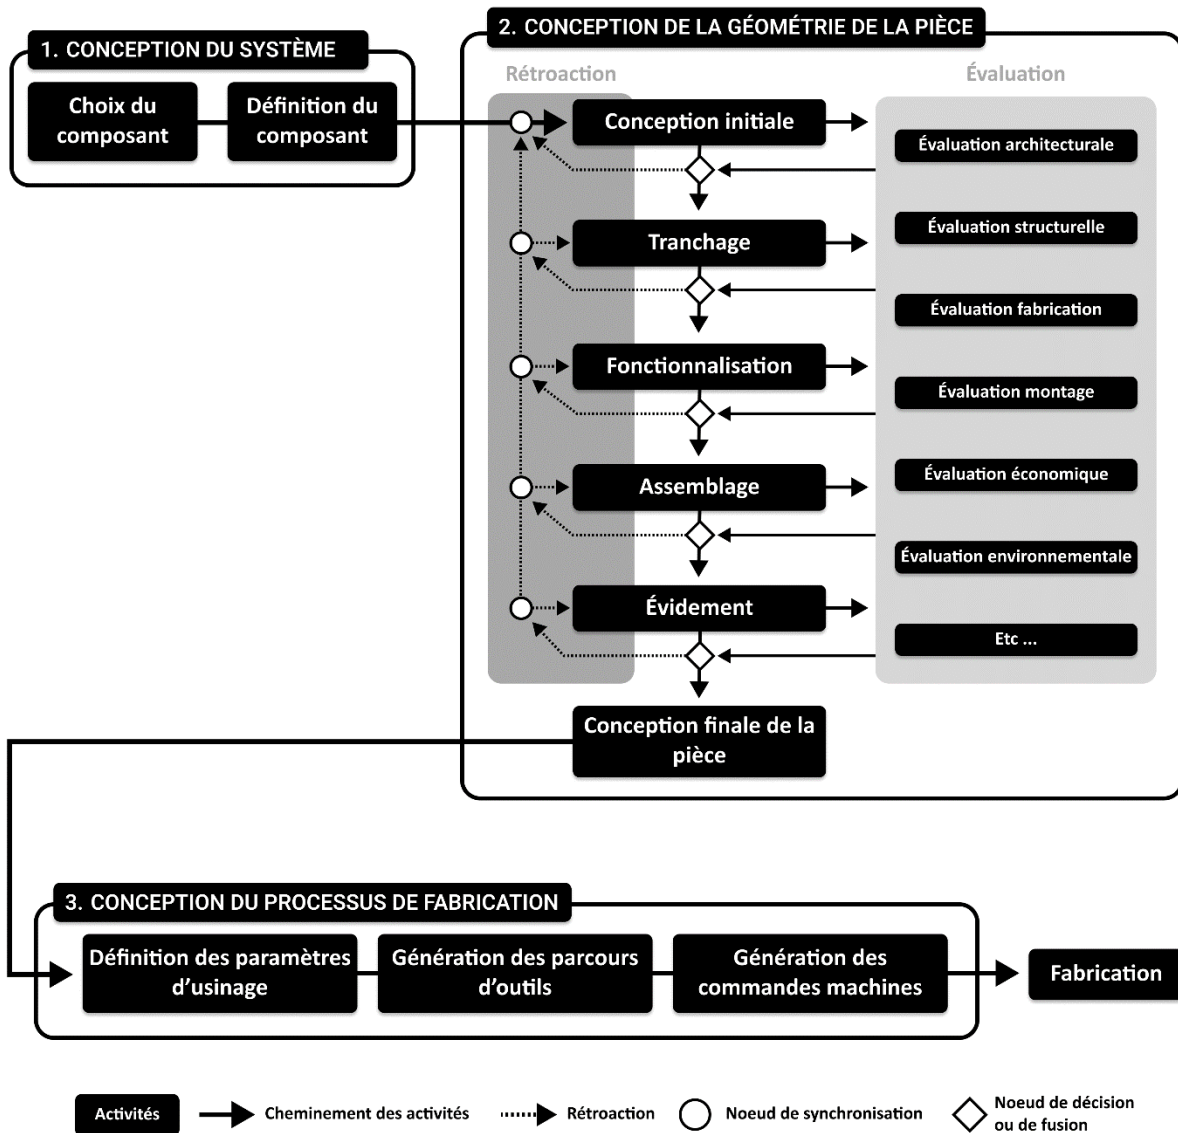 1. CONCEPTION DU SYSTÈME
Choix du
composant
Définition du
composant
2. CONCEPTION DE LA GÉOMÉTRIE DE LA PIÈCE
Rétroaction
Évaluation
Conception initiale
Tranchage
Fonctionnalisation
Assemblage
Évidement
Conception finale de la
pièce
Évaluation architecturale
Évaluation structurelle
Évaluation fabrication
Évaluation montage
Évaluation économique
Évaluation environnementale
Etc ...
3. CONCEPTION DU PROCESSUS DE FABRICATION
Définition des paramètres
d'usinage
Génération des parcours
d'outils
Génération des
commandes machines
Fabrication
Activités
Cheminement des activités
Rétroaction
Noeud de synchronisation
Noeud de décision
ou de fusion